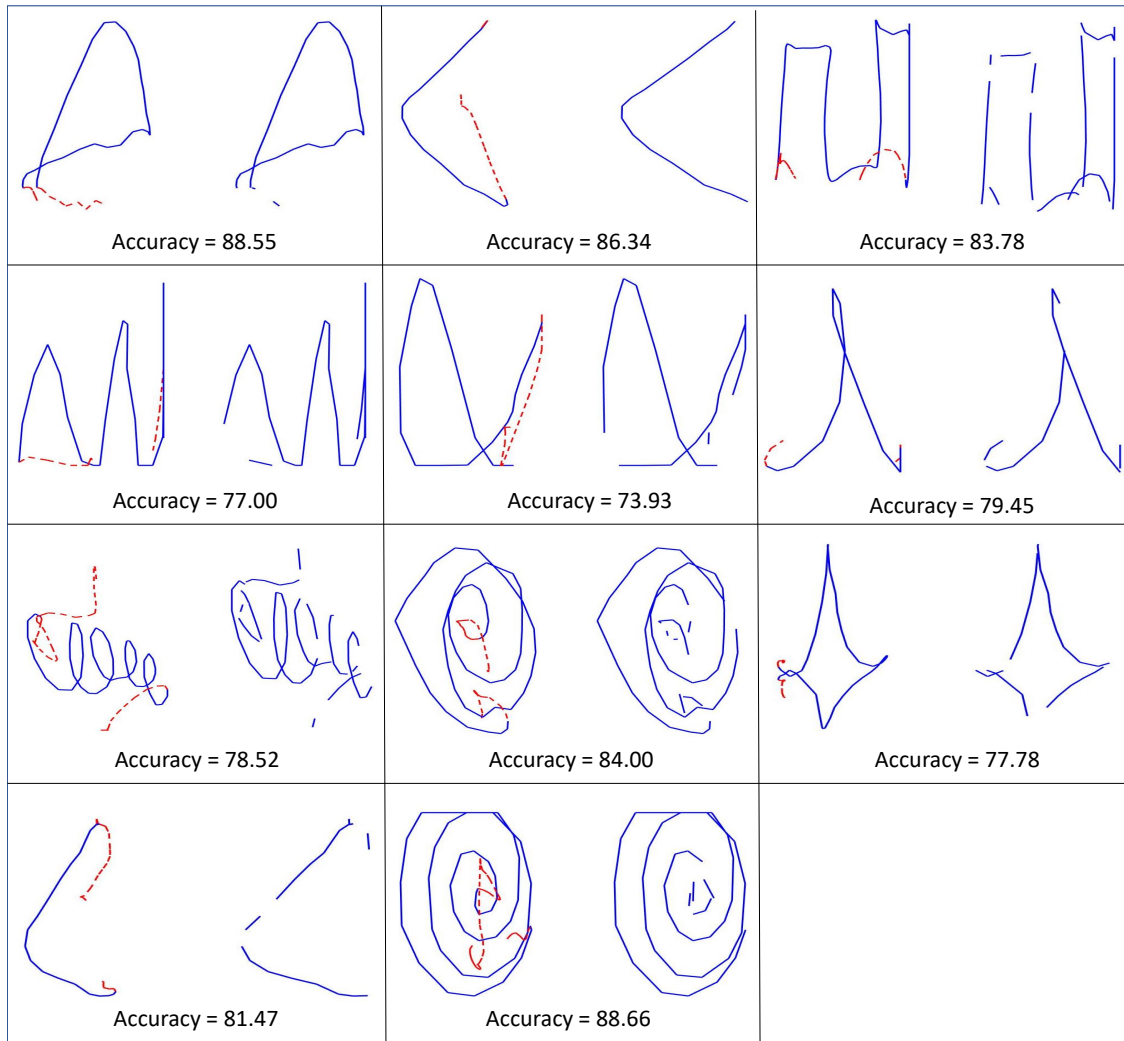 Accuracy = 88.55
Accuracy = 86.34
Accuracy = 83.78
Accuracy = 77.00
Accuracy = 73.93
Accuracy = 79.45
Accuracy = 78.52
Accuracy = 84.00
Accuracy = 77.78
Accuracy = 81.47
Accuracy = 88.66